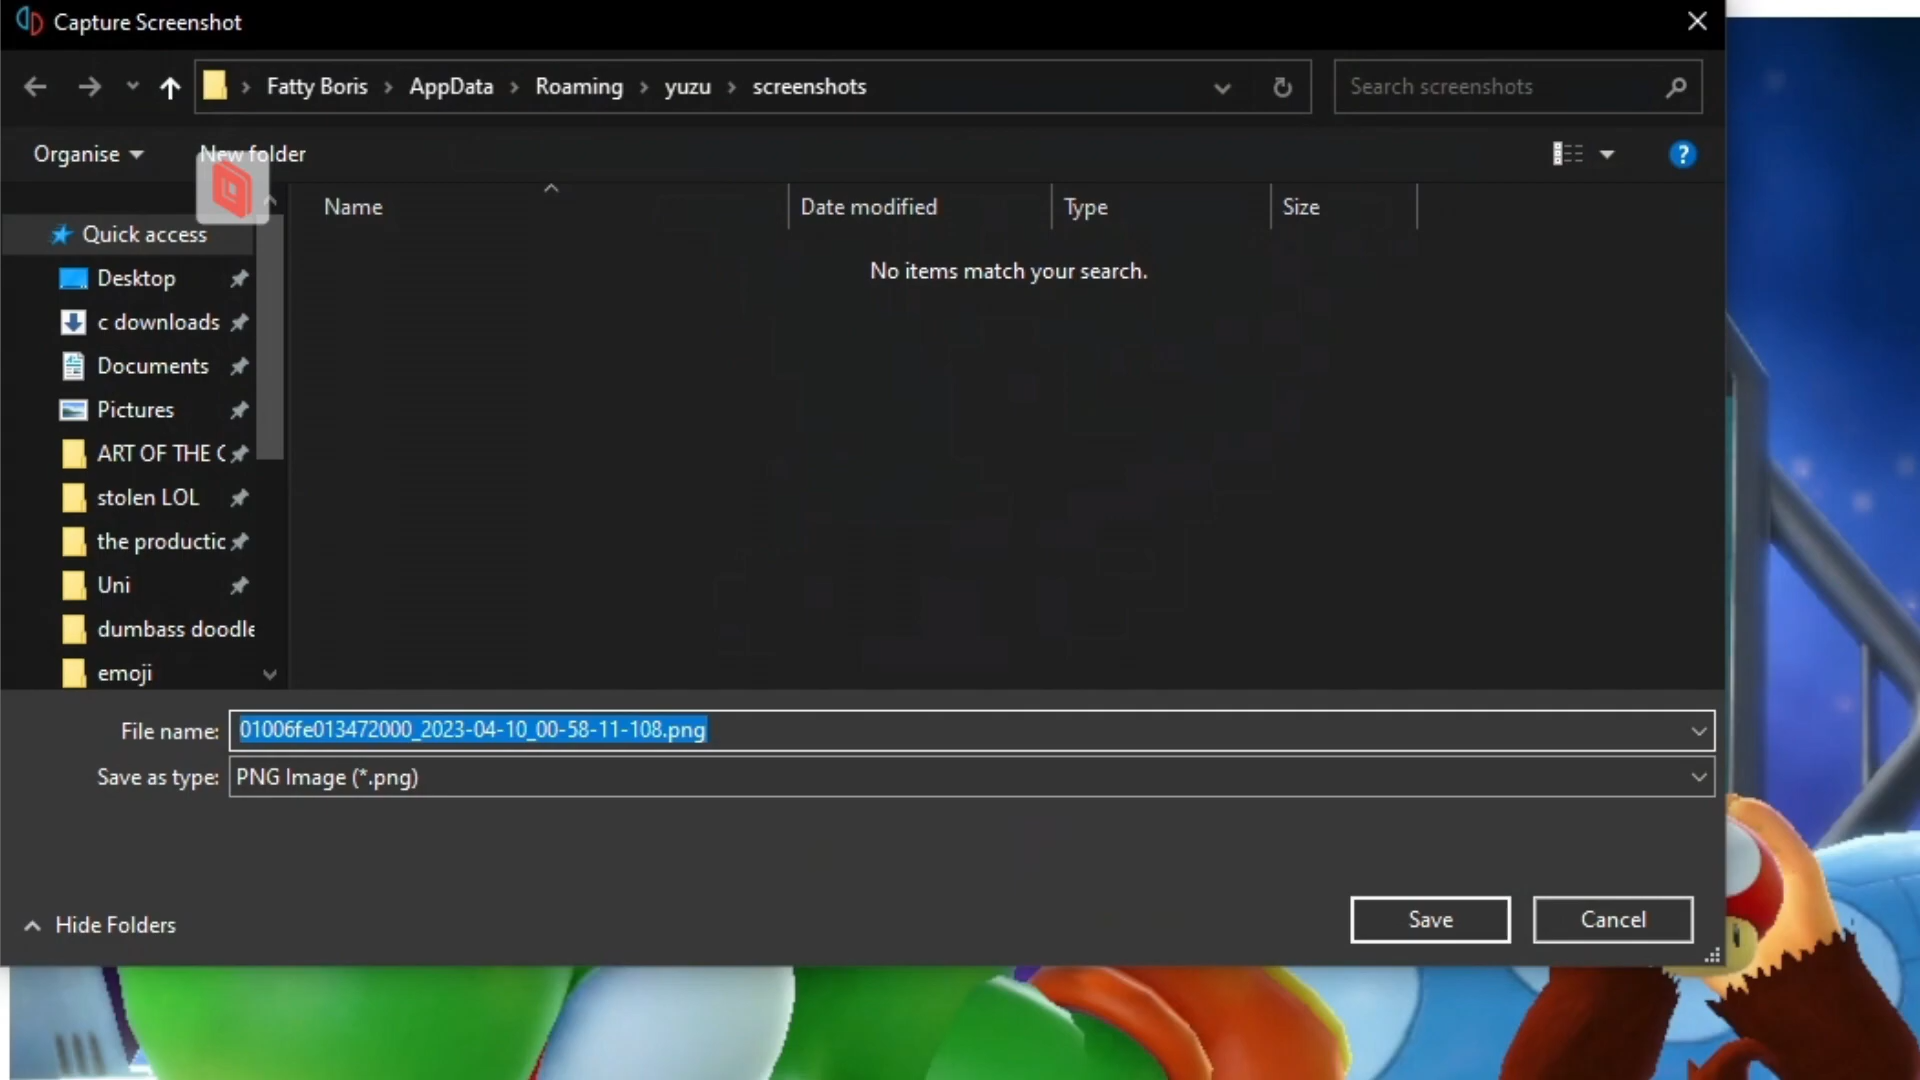 Capture Screenshot
Fatty Boris > AppData > Roaming > yuzu > screenshots
Search screenshots
Organise
New folder
?
Name
Date modified
Type
Size
No items match your search.
Quick access
Desktop
c downloads
Documents
Pictures
ART OF THE C
stolen LOL
the productic
Uni
dumbass doodle
emoji
File name: 01006fe013472000_2023-04-10_00-58-11-108.png
Save as type: PNG Image (*.png)
Hide Folders
Save
Cancel